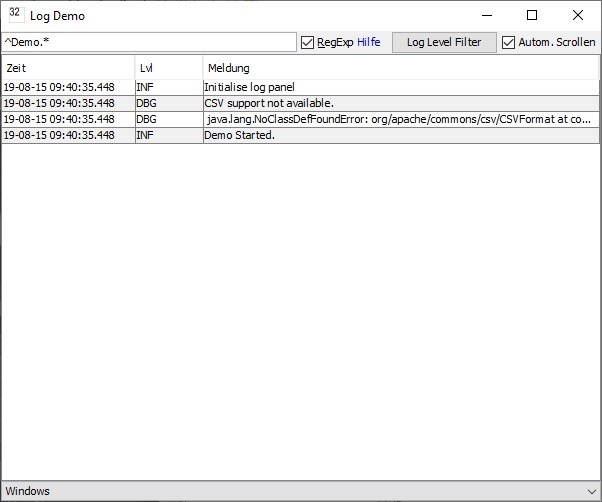 32 Log Demo
^Demo.* RegExp Hilfe Log Level Filter Autom. Scrollen
Zeit Lvl Meldung
19-08-15 09:40:35.448 INF Initialise log panel
19-08-15 09:40:35.448 DBG CSV support not available.
19-08-15 09:40:35.448 DBG java.lang.NoClassDefFoundError: org/apache/commons/csv/CSVFormat at co...
19-08-15 09:40:35.448 INF Demo Started.
Windows